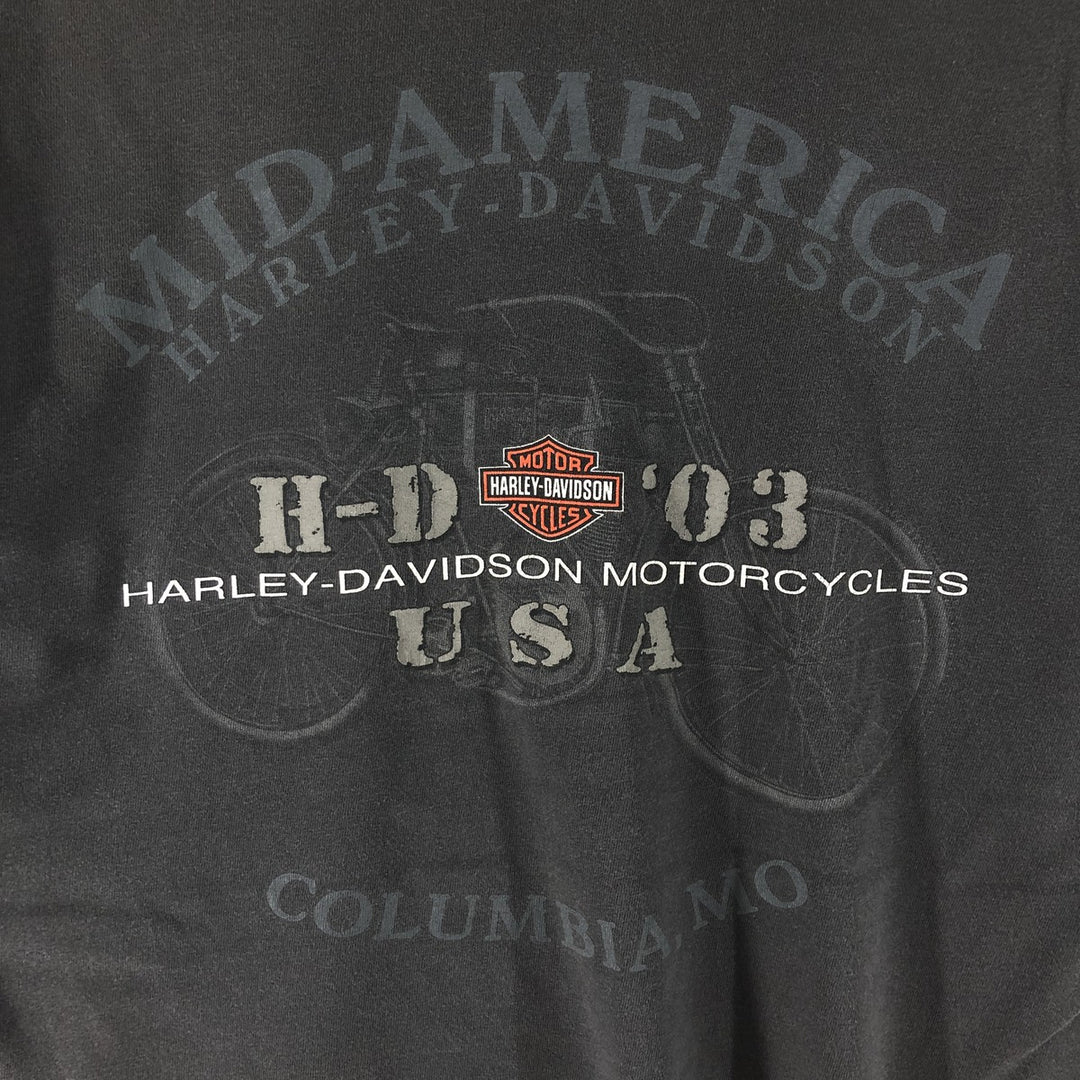 MID-AMERICA
HARLEY-DAVIDSON
MOTOR
H-D HARLEY-DAVIDSON '03
CYCLES
HARLEY-DAVIDSON MOTORCYCLES
USA
COLUMBIA, MO